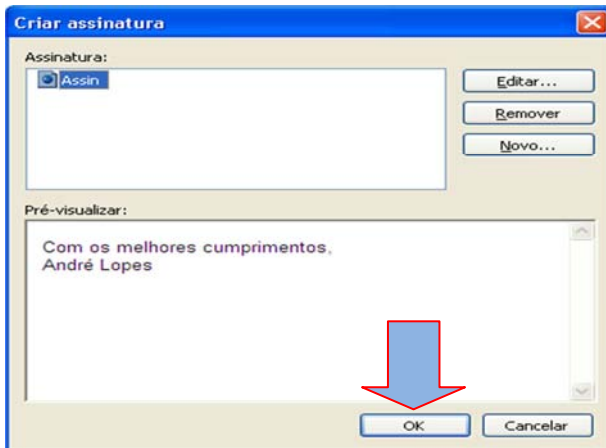 Criar assinatura
Assinatura:
Assin
Editar...
Remover
Novo...
Pré-visualizar:
Com os melhores cumprimentos,
André Lopes
OK
Cancelar